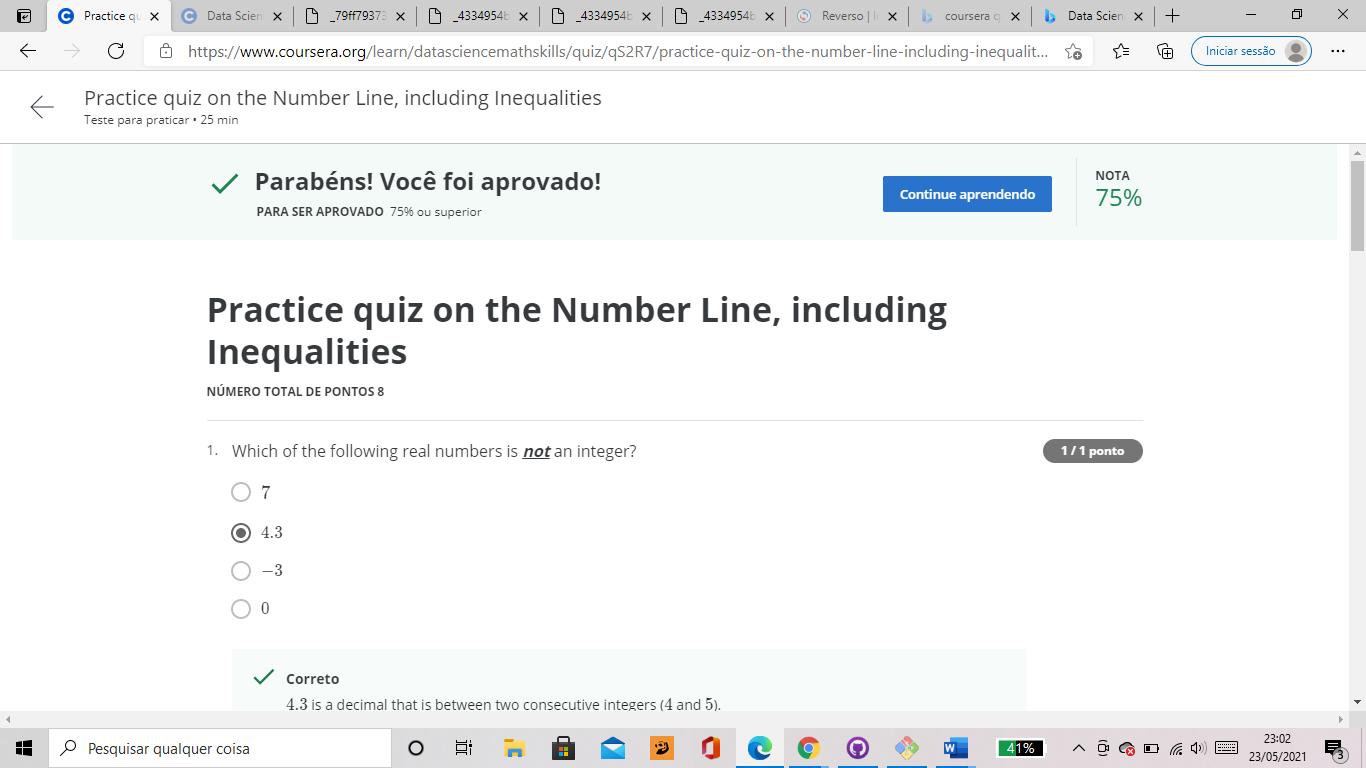 Practice qu
Data Scien
_79ff79373
_4334954b
_4334954b
_4334954b
Reverso | I
coursera q
Data Scien
https://www.coursera.org/learn/datasciencemathskills/quiz/qS2R7/practice-quiz-on-the-number-line-including-inequalit...
Iniciar sessão
Practice quiz on the Number Line, including Inequalities
Teste para praticar • 25 min
Parabéns! Você foi aprovado!
PARA SER APROVADO 75% ou superior
Continue aprendendo
NOTA
75%
Practice quiz on the Number Line, including
Inequalities
NÚMERO TOTAL DE PONTOS 8
1. Which of the following real numbers is not an integer?
1 / 1 ponto
7
4.3
−3
0
Correto
4.3 is a decimal that is between two consecutive integers (4 and 5).
Pesquisar qualquer coisa
41%
23:02
23/05/2021
3